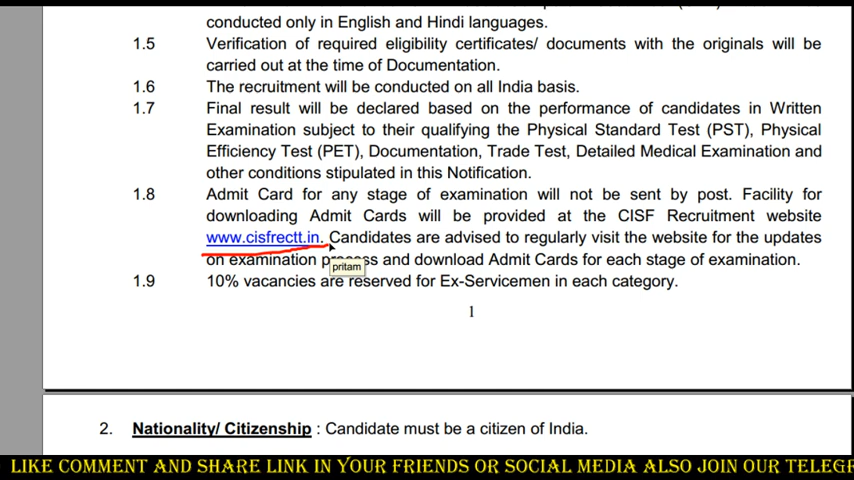 conducted only in English and Hindi languages.
1.5 Verification of required eligibility certificates/ documents with the originals will be
carried out at the time of Documentation.
1.6 The recruitment will be conducted on all India basis.
1.7 Final result will be declared based on the performance of candidates in Written
Examination subject to their qualifying the Physical Standard Test (PST), Physical
Efficiency Test (PET), Documentation, Trade Test, Detailed Medical Examination and
other conditions stipulated in this Notification.
1.8 Admit Card for any stage of examination will not be sent by post. Facility for
downloading Admit Cards will be provided at the CISF Recruitment website
www.cisfrectt.in. Candidates are advised to regularly visit the website for the updates
on examination process and download Admit Cards for each stage of examination.
pritam
1.9 10% vacancies are reserved for Ex-Servicemen in each category.
1
2. Nationality/ Citizenship : Candidate must be a citizen of India.
LIKE COMMENT AND SHARE LINK IN YOUR FRIENDS OR SOCIAL MEDIA ALSO JOIN OUR TELEGR